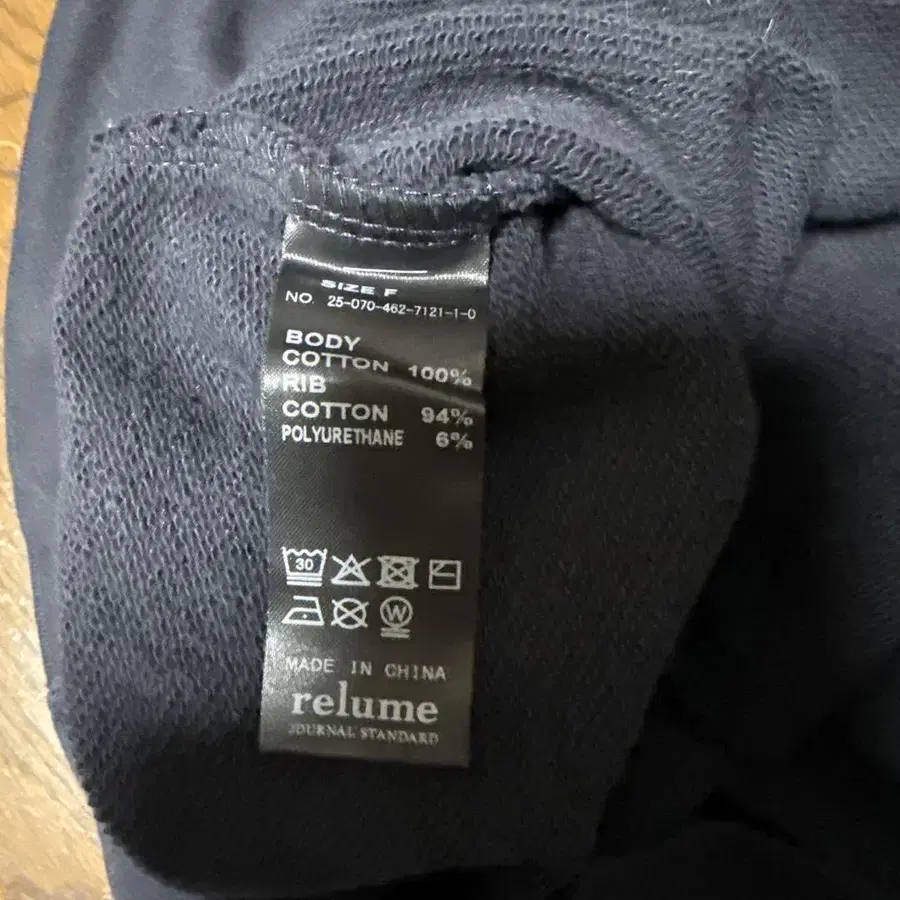 SIZE F
NO. 25-070-462-7121-1-0
BODY
COTTON 100%
RIB
COTTON 94%
POLYURETHANE 6%
30
W
MADE IN CHINA
relume
JOURNAL STANDARD